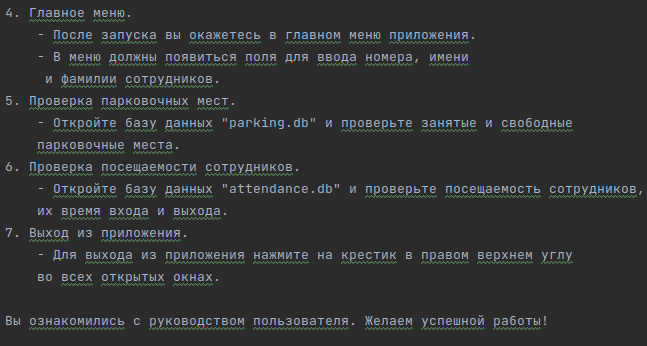 4. Главное меню.
- После запуска вы окажетесь в главном меню приложения.
- В меню должны появиться поля для ввода номера, имени
и фамилии сотрудников.
5. Проверка парковочных мест.
- Откройте базу данных "parking.db" и проверьте занятые и свободные
парковочные места.
6. Проверка посещаемости сотрудников.
- Откройте базу данных "attendance.db" и проверьте посещаемость сотрудников,
их время входа и выхода.
7. Выход из приложения.
- Для выхода из приложения нажмите на крестик в правом верхнем углу
во всех открытых окнах.
Вы ознакомились с руководством пользователя. Желаем успешной работы!